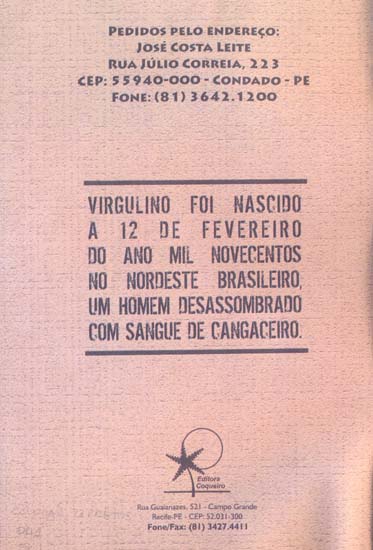 PEDIDOS PELO ENDEREÇO:
JOSÉ COSTA LEITE
RUA JÚLIO CORREIA, 223
CEP: 55940-000 - CONDADO - PE
FONE: (81) 3642.1200
VIRGULINO FOI NASCIDO
A 12 DE FEVEREIRO
DO ANO MIL NOVECENTOS
NO NORDESTE BRASILEIRO,
UM HOMEM DESASSOMBRADO
COM SANGUE DE CANGACEIRO.
Editora
Coqueiro
Rua Guaianazes, 521 - Campo Grande
Recife-PE - CEP: 52.031-300
Fone/Fax: (81) 3427.4411